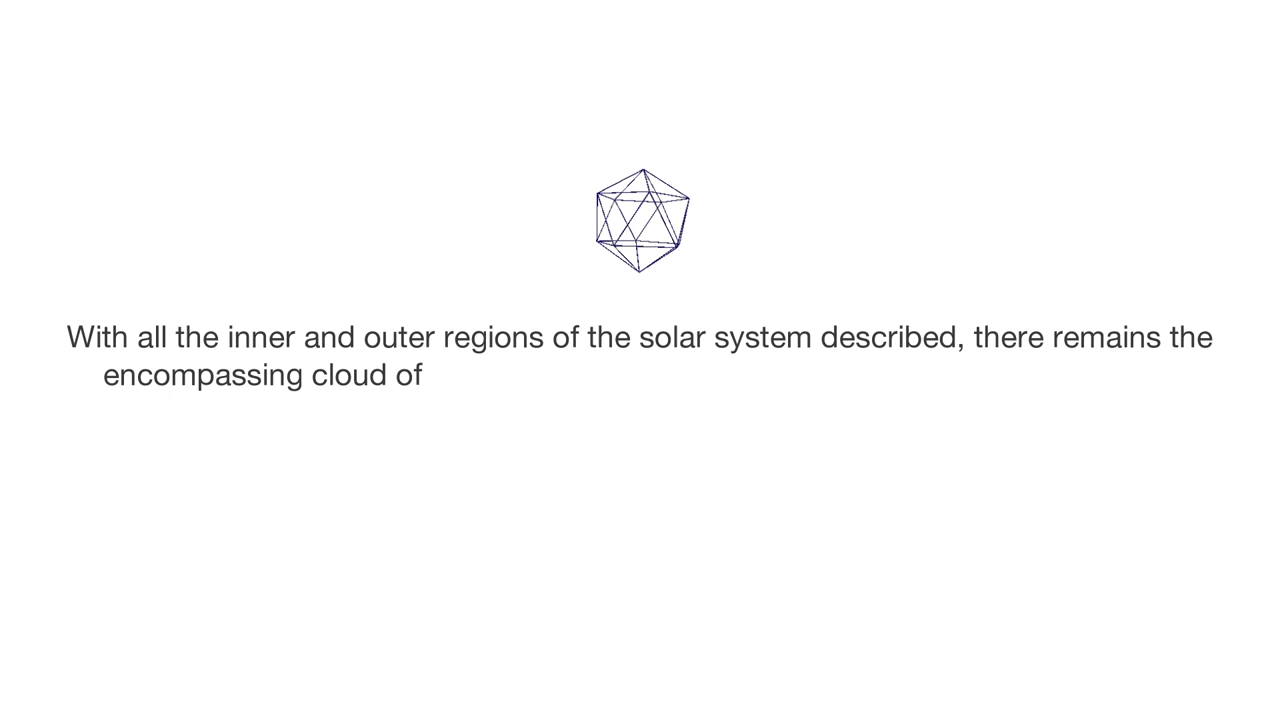 With all the inner and outer regions of the solar system described, there remains the
encompassing cloud of